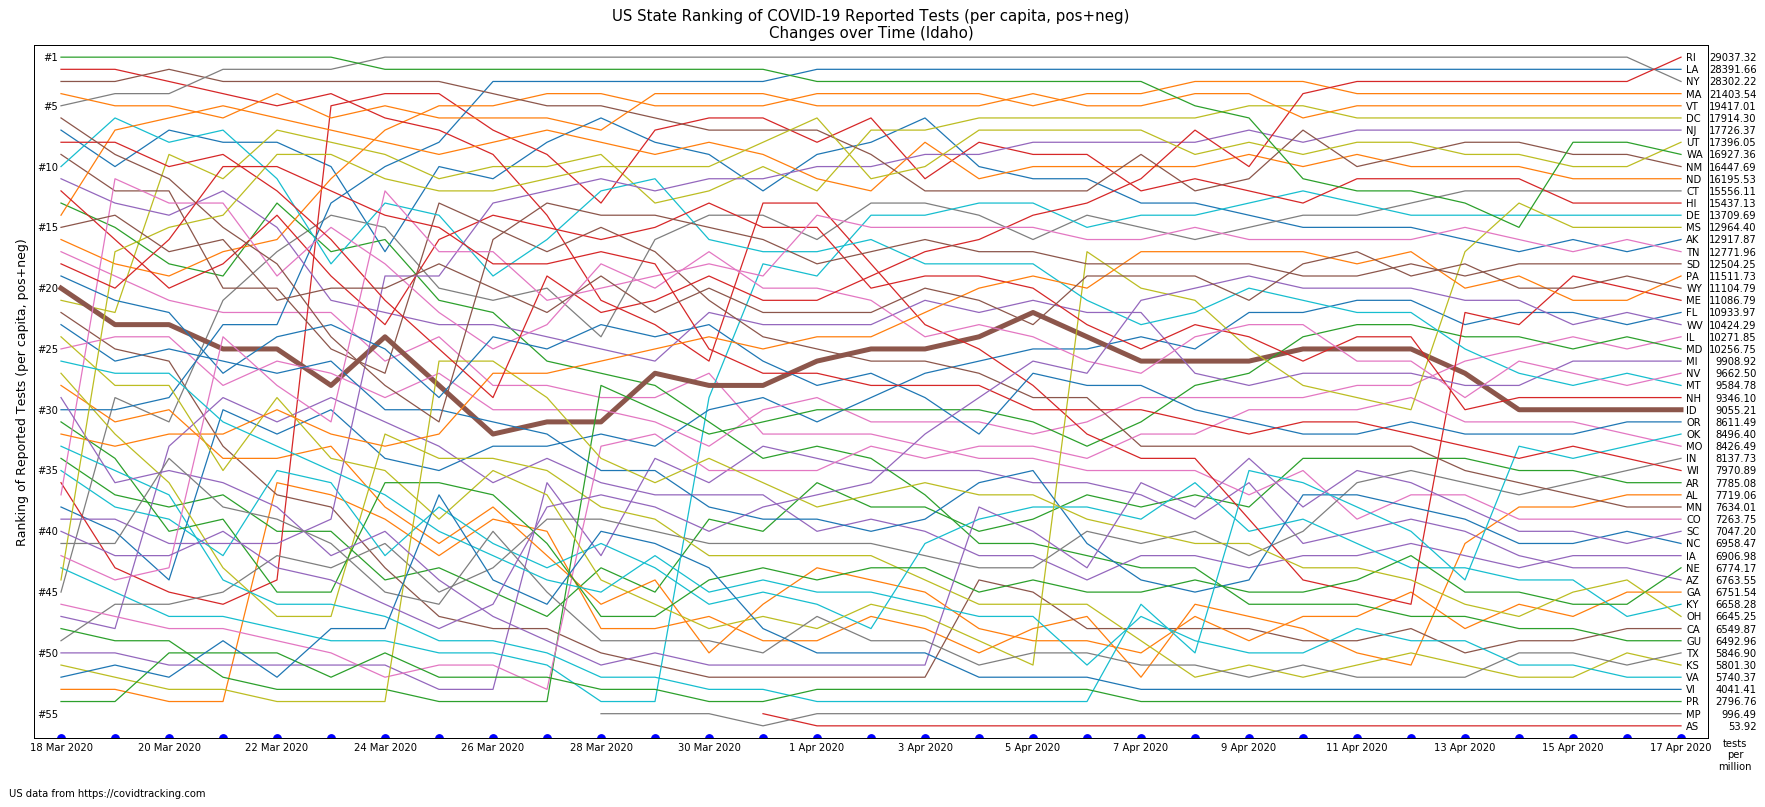 US State Ranking of COVID-19 Reported Tests (per capita, pos+neg)
Changes over Time (Idaho)
Ranking of Reported Tests (per capita, pos+neg)
#1
#5
#10
#15
#20
#25
#30
#35
#40
#45
#50
#55
RI 29037.32
LA 28391.66
NY 28302.22
MA 21403.54
VT 19417.01
DC 17914.30
NJ 17726.37
UT 17396.05
WA 16927.36
NM 16447.69
ND 16195.53
CT 15556.11
HI 15437.13
DE 13709.69
MS 12964.40
AK 12917.87
TN 12771.96
SD 12504.25
PA 11511.73
WY 11104.79
ME 11086.79
FL 10933.97
WV 10424.29
IL 10271.85
MD 10256.75
MI 9908.92
NV 9662.50
MT 9584.78
NH 9346.10
ID 9055.21
OR 8611.49
OK 8496.40
MO 8426.49
IN 8137.73
WI 7970.89
AR 7785.08
AL 7719.06
MN 7634.01
CO 7263.75
SC 7047.20
NC 6958.47
IA 6906.98
NE 6774.17
AZ 6763.55
GA 6751.54
KY 6658.28
OH 6645.25
CA 6549.87
GU 6492.96
TX 5846.90
KS 5801.30
VA 5740.37
VI 4041.41
PR 2796.76
MP 996.49
AS 53.92
18 Mar 2020 20 Mar 2020 22 Mar 2020 24 Mar 2020 26 Mar 2020 28 Mar 2020 30 Mar 2020 1 Apr 2020 3 Apr 2020 5 Apr 2020 7 Apr 2020 9 Apr 2020 11 Apr 2020 13 Apr 2020 15 Apr 2020 17 Apr 2020
tests
per
million
US data from https://covidtracking.com